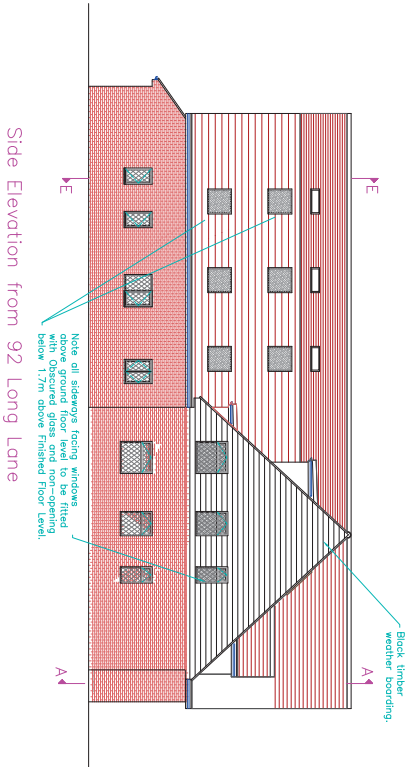 Black timber
weather boarding.
E
E
A
A
Note all sideways facing windows
above ground floor level to be fitted
with Obscured glass and non-opening
below 1.7m above Finished Floor Level.
Side Elevation from 92 Long Lane